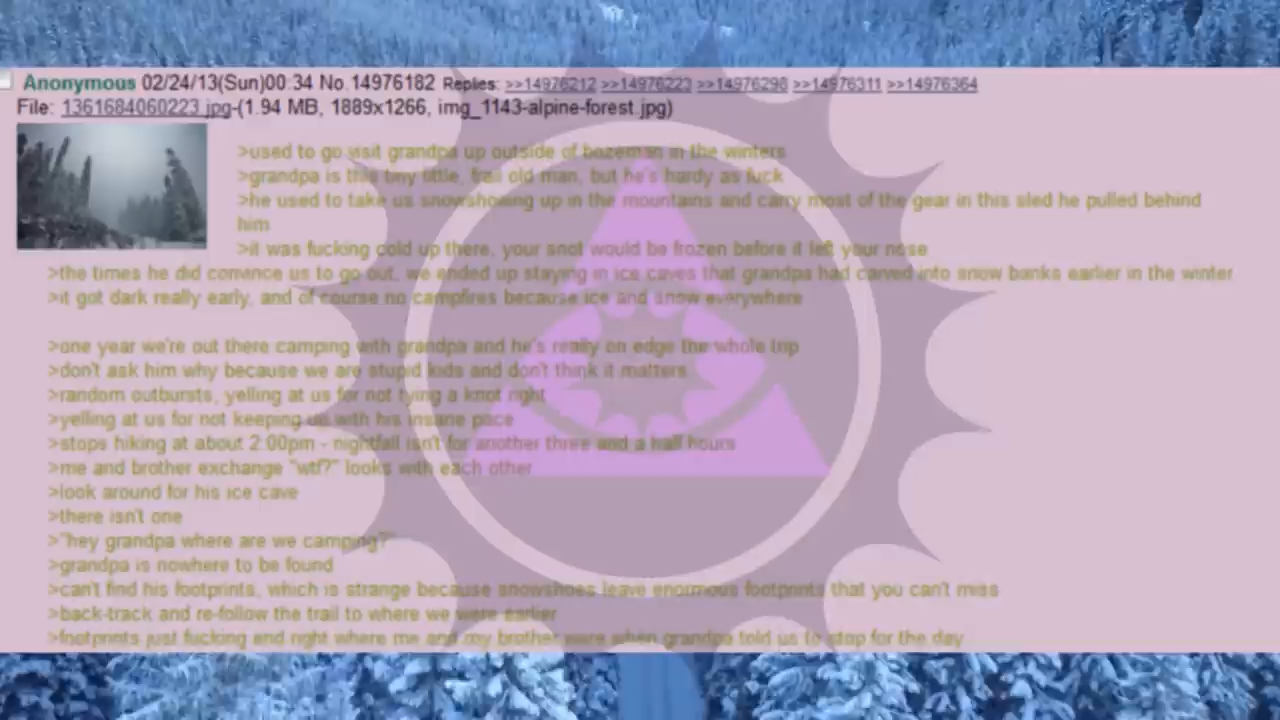 Anonymous 02/24/13(Sun)00:34 No.14976182 Replies: >>14976212 >>14976223 >>14976298 >>14976311 >>14976364
File: 1361684060223.jpg-(1.94 MB, 1889x1266, img_1143-alpine-forest.jpg)
>used to go visit grandpa up outside of bozeman in the winters
>grandpa is this tiny little, frail old man, but he's hardy as fuck
>he used to take us snowshoeing up in the mountains and carry most of the gear in this sled he pulled behind
him
>it was fucking cold up there, your snot would be frozen before it left your nose
>the times he did convince us to go out, we ended up staying in ice caves that grandpa had carved into snow banks earlier in the winter
>it got dark really early, and of course no campfires because ice and snow everywhere
>one year we're out there camping with grandpa and he's really on edge the whole trip
>don't ask him why because we are stupid kids and don't think it matters
>random outbursts, yelling at us for not tying a knot right
>yelling at us for not keeping up with his insane pace
>stops hiking at about 2:00pm - nightfall isn't for another three and a half hours
>me and brother exchange "wtf?" looks with each other
>look around for his ice cave
>there isn't one
>"hey grandpa where are we camping?"
>grandpa is nowhere to be found
>can't find his footprints, which is strange because snowshoes leave enormous footprints that you can't miss
>back-track and re-follow the trail to where we were earlier
>footprints just fucking end right where me and my brother were when grandpa told us to stop for the day